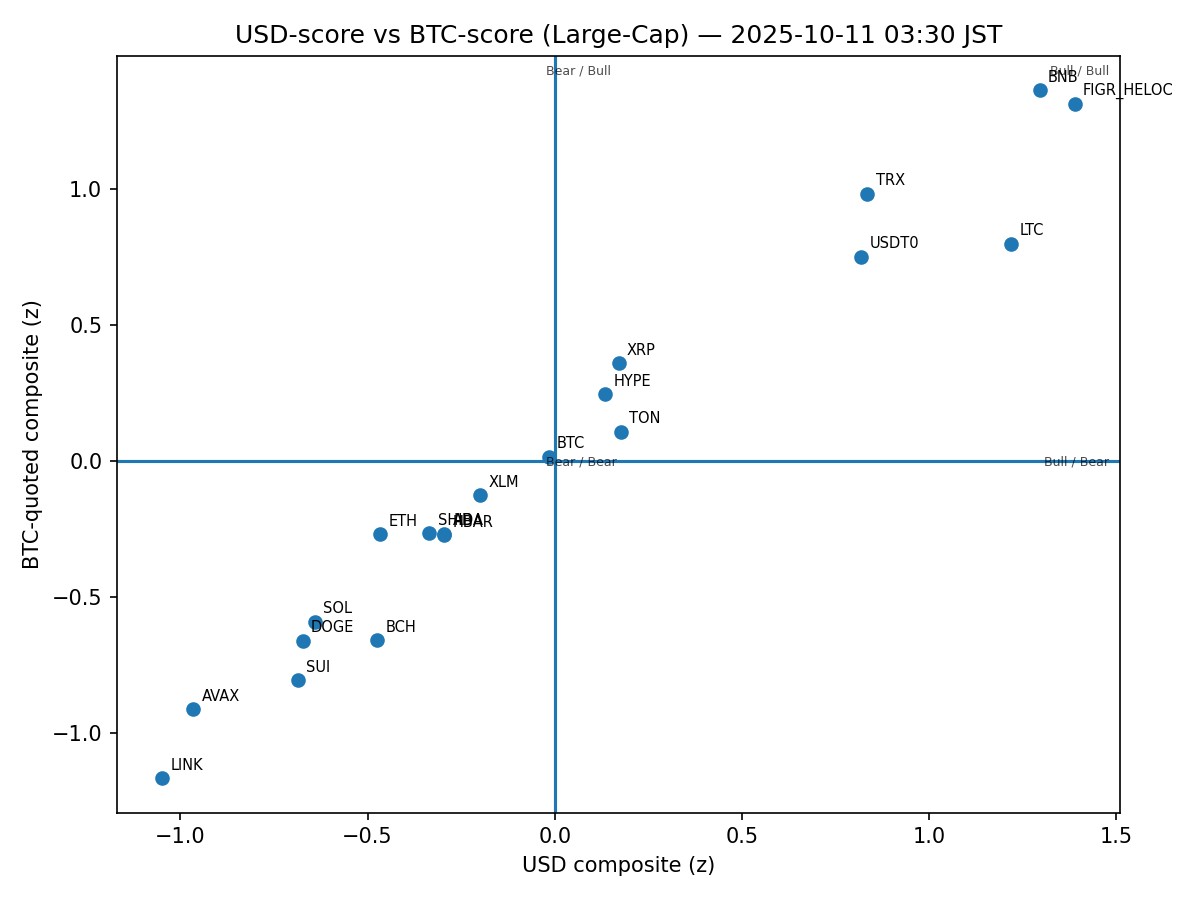 USD-score vs BTC-score (Large-Cap) — 2025-10-11 03:30 JST
Bear / Bull
Bull / Bull
BNB
FIGR_HELOC
TRX
LTC
USDT0
XRP
HYPE
TON
BTC
Bear / Bear
Bull / Bear
XLM
ETH
SOL
DOGE
BCH
SUI
AVAX
LINK
1.0
0.5
0.0
−0.5
−1.0
−1.0
−0.5
0.0
0.5
1.0
1.5
BTC-quoted composite (z)
USD composite (z)